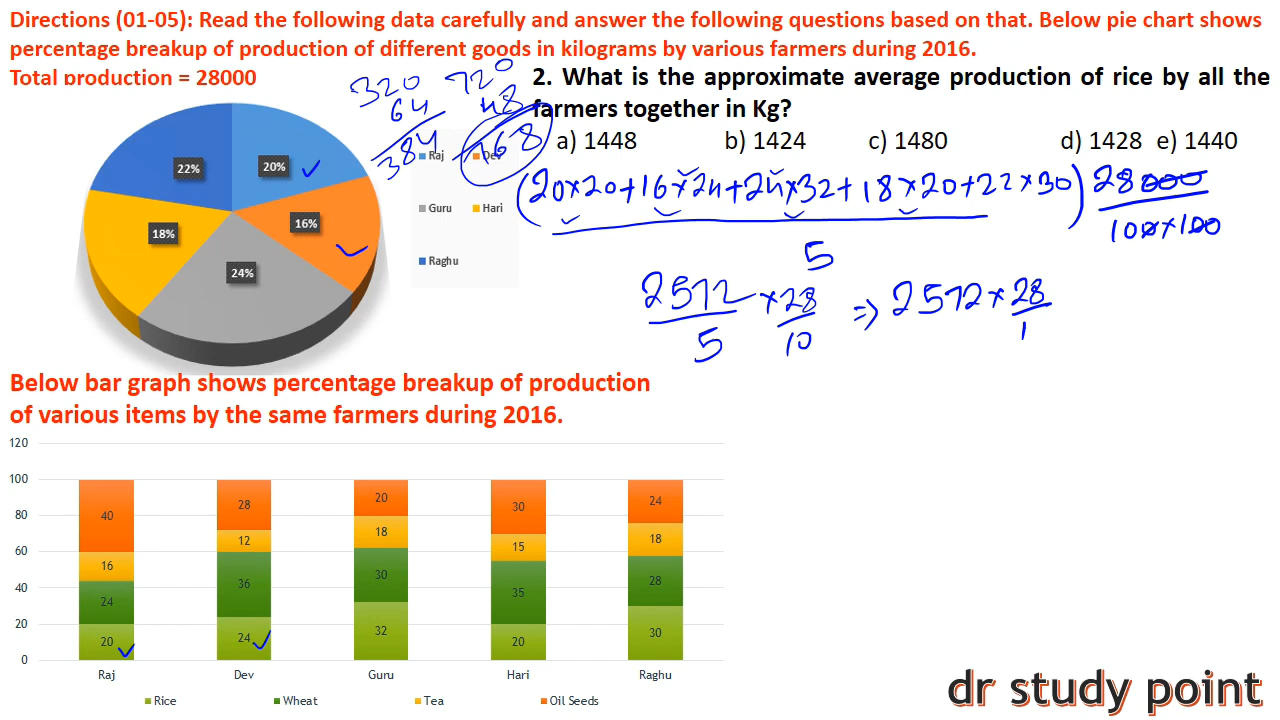 Directions (01-05): Read the following data carefully and answer the following questions based on that. Below pie chart shows
percentage breakup of production of different goods in kilograms by various farmers during 2016.
Total production = 28000
2. What is the approximate average production of rice by all the
farmers together in Kg?
a) 1448 b) 1424 c) 1480 d) 1428 e) 1440
320
64
384
720
48
768
22% 20%
18% 16%
24%
Raj Dev
Guru Hari
Raghu
(20×20+16×24+24×32+18×20+22×30) 28000
100×100
5
2572 × 28 ⇒ 2572 × 28
5 10 1
Below bar graph shows percentage breakup of production
of various items by the same farmers during 2016.
120
100
80
60
40
20
0
40 28 20 30 24
16 12 18 15 18
24 36 30 35 28
20 24 32 20 30
Raj Dev Guru Hari Raghu
Rice Wheat Tea Oil Seeds
dr study point